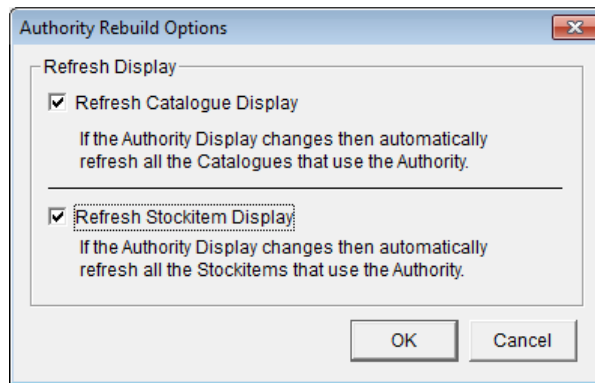 Authority Rebuild Options
Refresh Display
Refresh Catalogue Display
If the Authority Display changes then automatically
refresh all the Catalogues that use the Authority.
Refresh Stockitem Display
If the Authority Display changes then automatically
refresh all the Stockitems that use the Authority.
OK Cancel